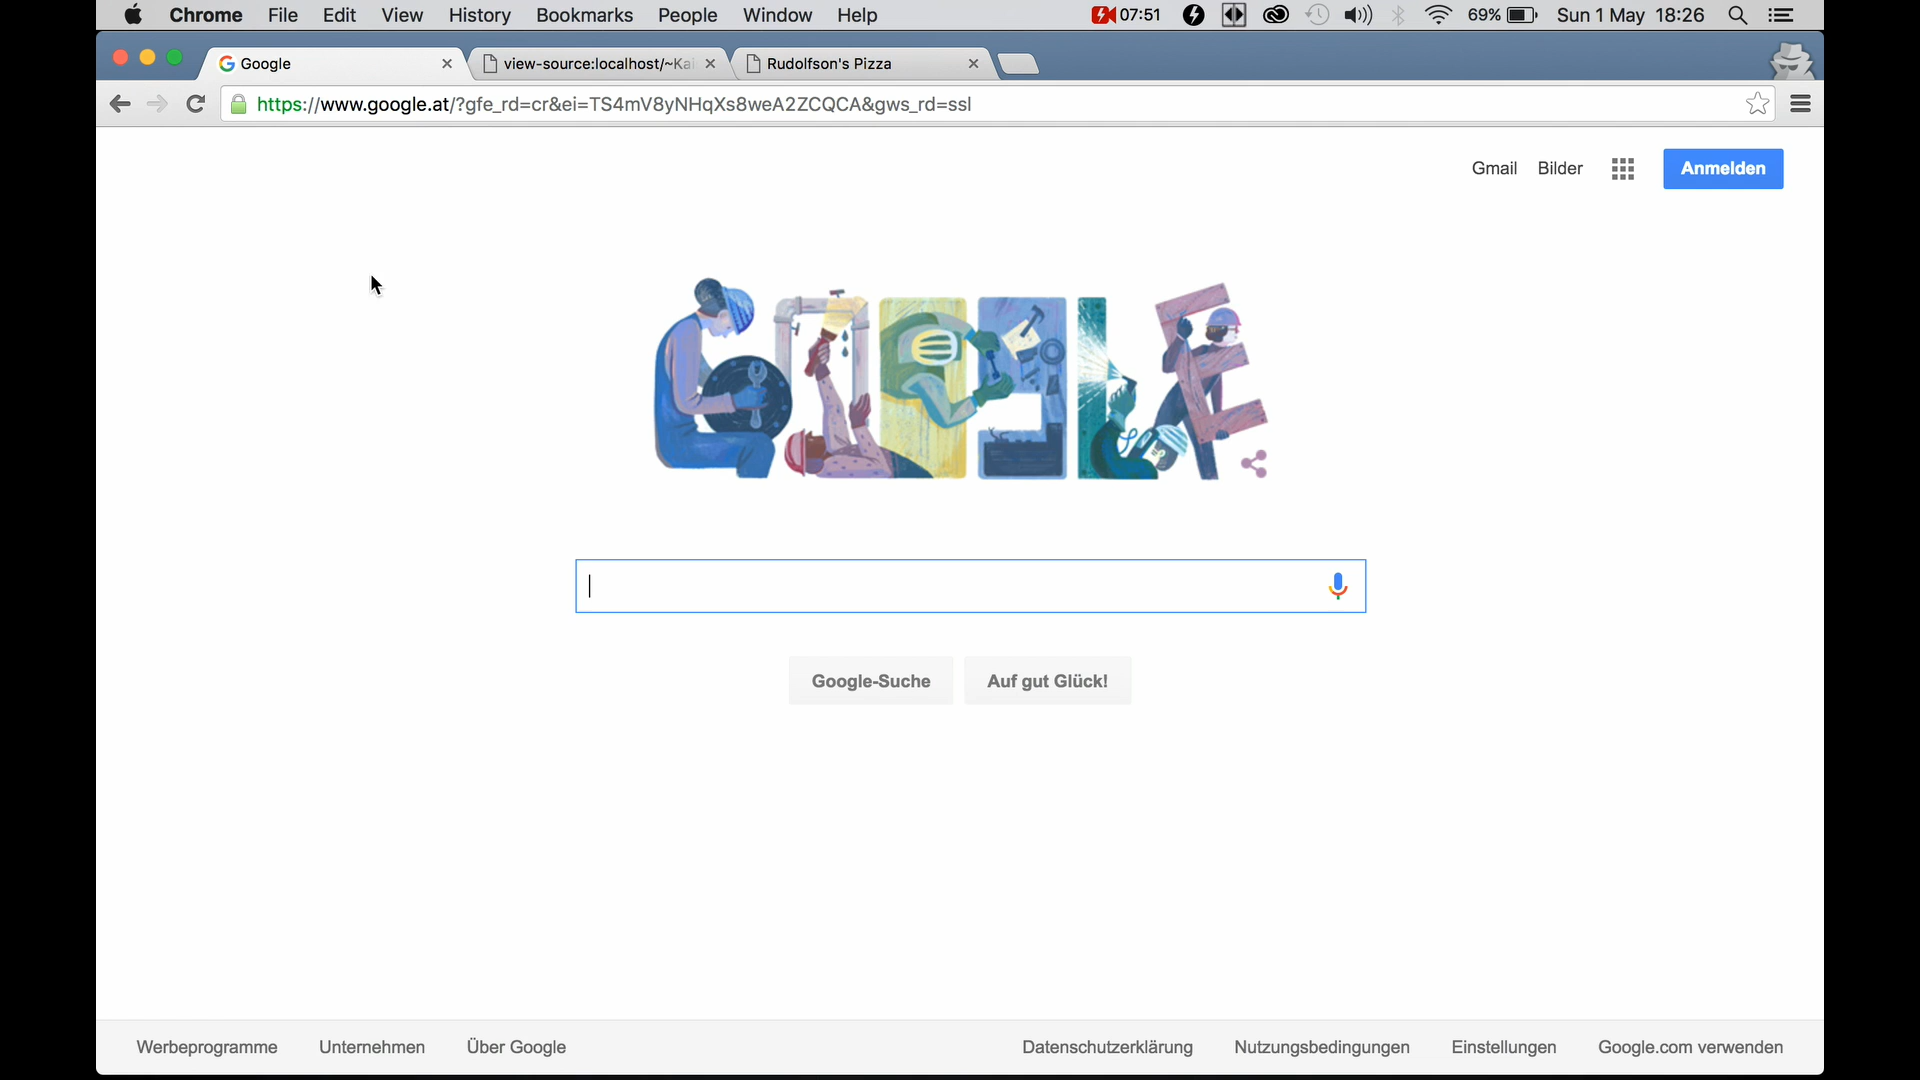 Chrome File Edit View History Bookmarks People Window Help 07:51 69% Sun 1 May 18:26
Google view-source:localhost/~Kai Rudolfson's Pizza
https://www.google.at/?gfe_rd=cr&ei=TS4mV8yNHqXs8weA2ZCQCA&gws_rd=ssl
Gmail Bilder Anmelden
Google-Suche Auf gut Glück!
Werbeprogramme Unternehmen Über Google Datenschutzerklärung Nutzungsbedingungen Einstellungen Google.com verwenden